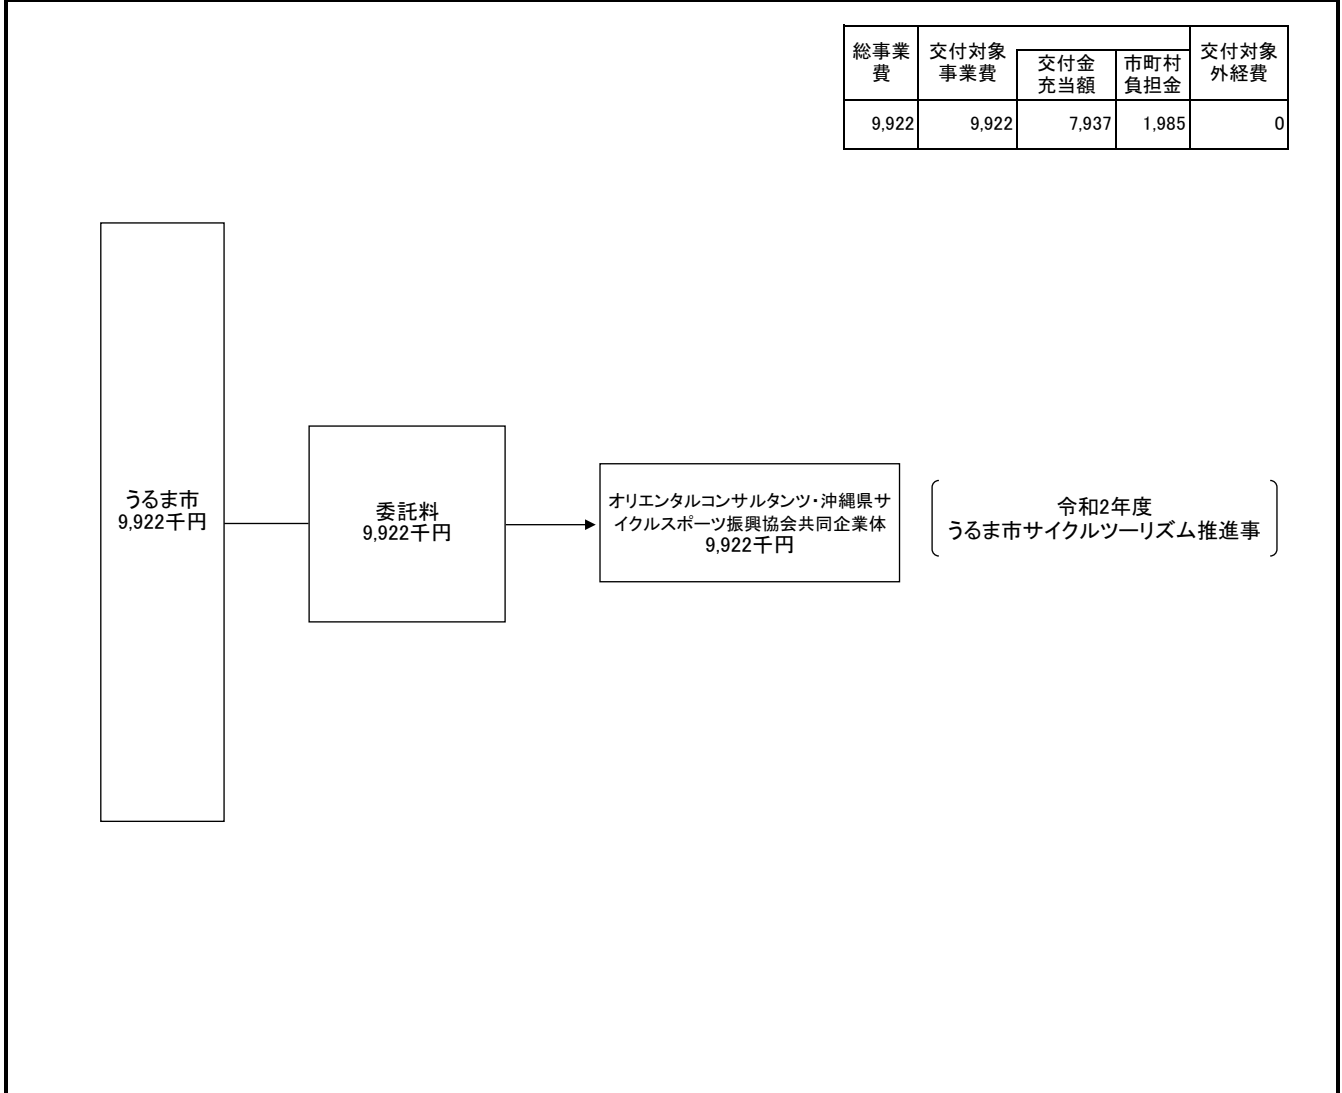 総事業
費
交付対象
事業費
交付金
充当額
市町村
負担金
交付対象
外経費
9,922
9,922
7,937
1,985
0
うるま市
9,922千円
委託料
9,922千円
オリエンタルコンサルタンツ・沖縄県サ
イクルスポーツ振興協会共同企業体
9,922千円
令和2年度
うるま市サイクルツーリズム推進事